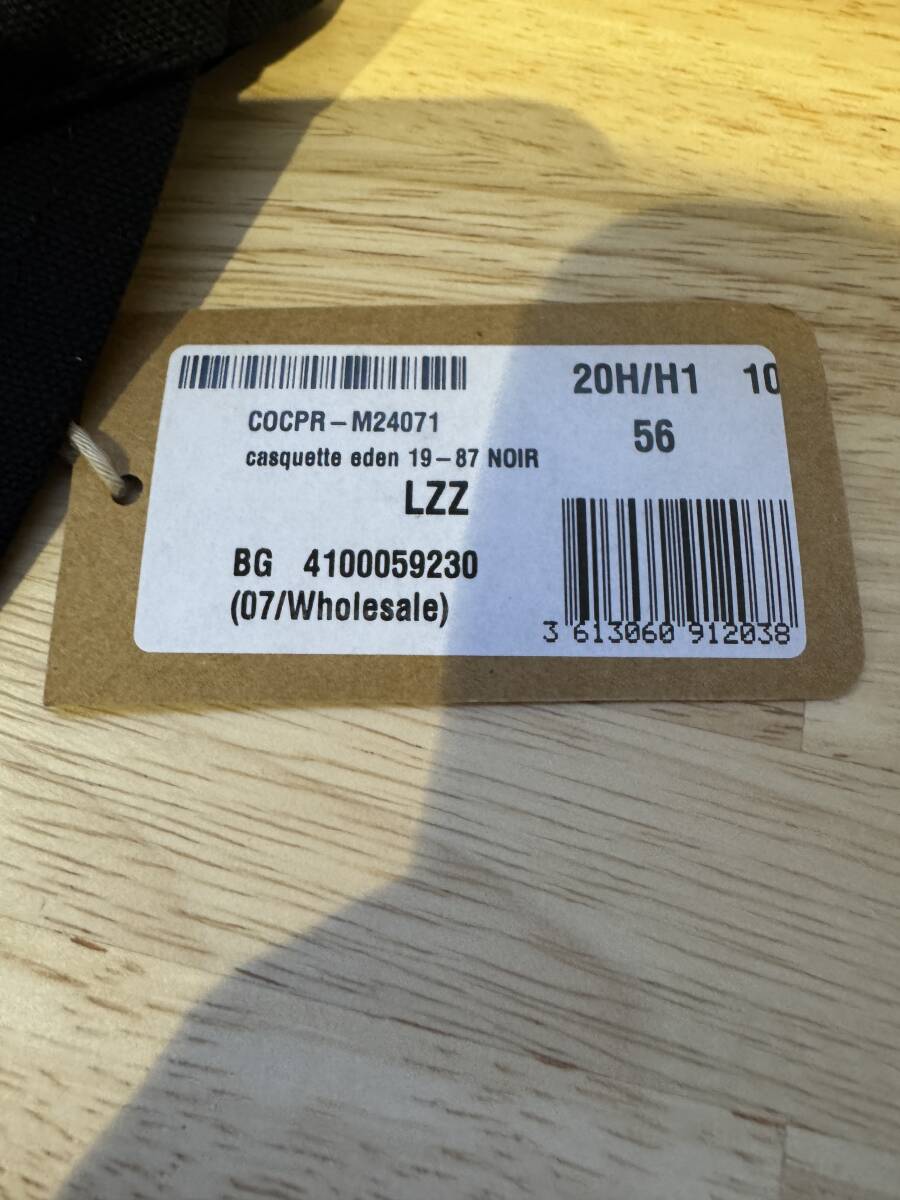 COCPR-M24071
casquette eden 19-87 NOIR
LZZ
BG 4100059230
(07/Wholesale)
20H/H1 10
56
3 613060 912038